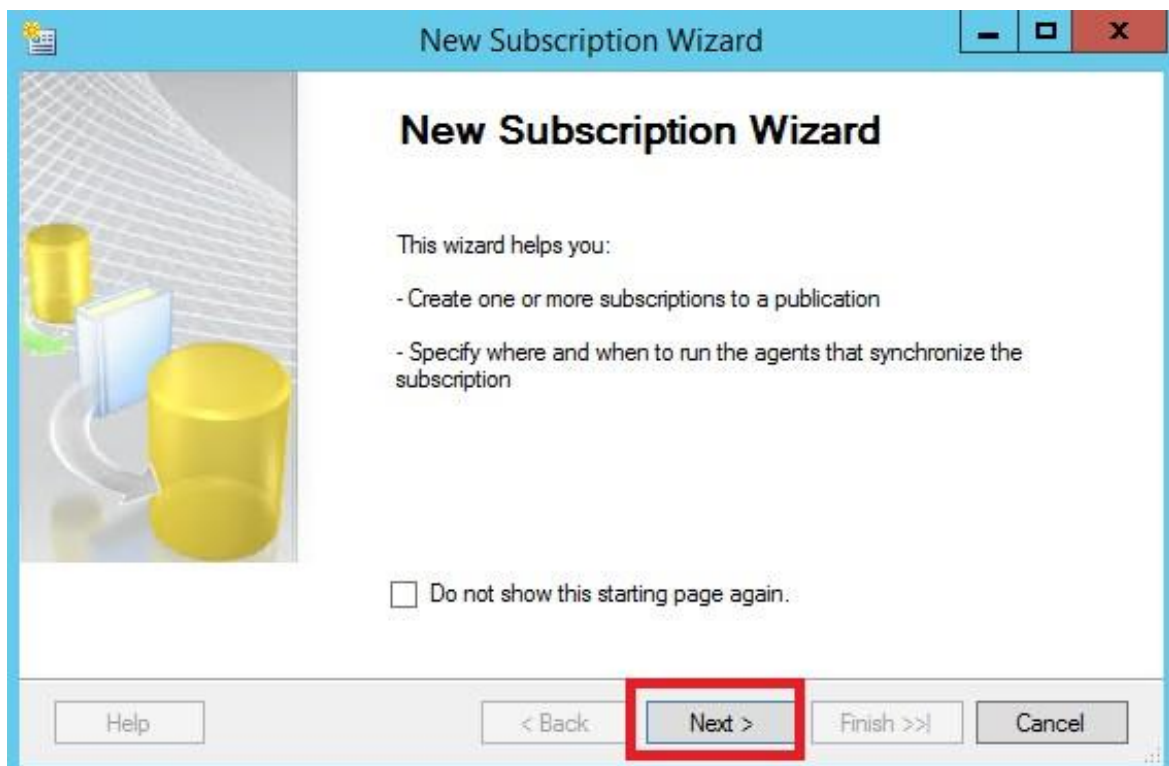 New Subscription Wizard
x
New Subscription Wizard
This wizard helps you:
- Create one or more subscriptions to a publication
- Specify where and when to run the agents that synchronize the
subscription
Do not show this starting page again.
Help
< Back
Next >
Finish >>|
Cancel